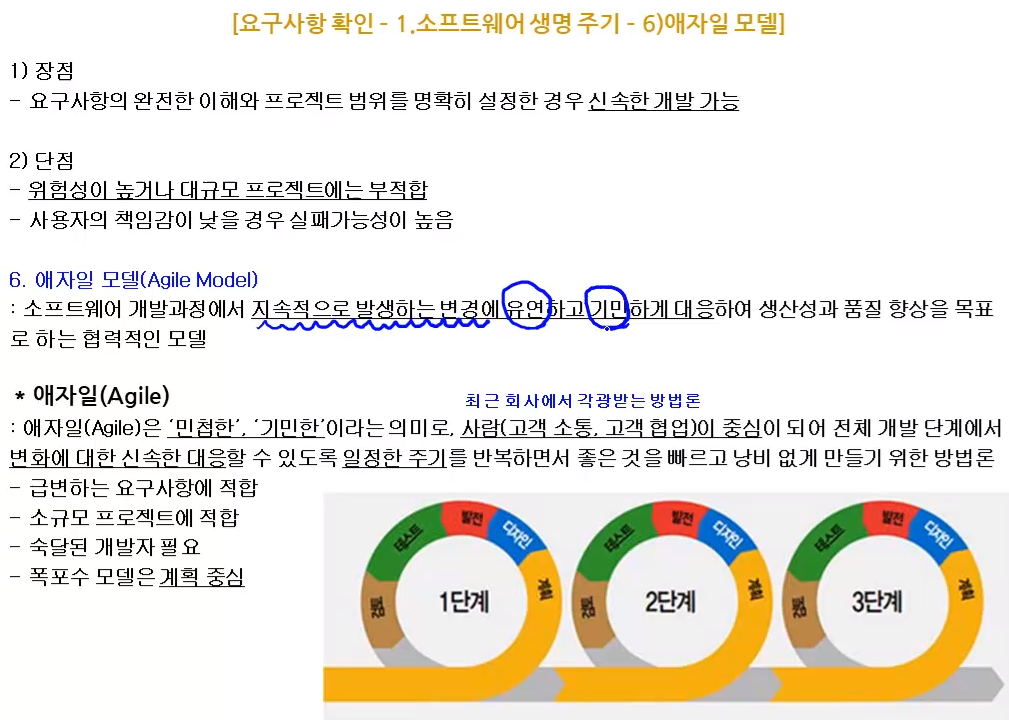 [요구사항 확인 - 1.소프트웨어 생명 주기 - 6)애자일 모델]
1) 장점
- 요구사항의 완전한 이해와 프로젝트 범위를 명확히 설정한 경우 신속한 개발 가능
2) 단점
- 위험성이 높거나 대규모 프로젝트에는 부적합
- 사용자의 책임감이 낮을 경우 실패가능성이 높음
6. 애자일 모델(Agile Model)
: 소프트웨어 개발과정에서 지속적으로 발생하는 변경에 유연하고 기민하게 대응하여 생산성과 품질 향상을 목표
로 하는 협력적인 모델
* 애자일(Agile)
최근 회사에서 각광받는 방법론
: 애자일(Agile)은 ‘민첩한’, ‘기민한’이라는 의미로, 사람(고객 소통, 고객 협업)이 중심이 되어 전체 개발 단계에서
변화에 대한 신속한 대응할 수 있도록 일정한 주기를 반복하면서 좋은 것을 빠르고 낭비 없게 만들기 위한 방법론
- 급변하는 요구사항에 적합
- 소규모 프로젝트에 적합
- 숙달된 개발자 필요
- 폭포수 모델은 계획 중심
테스트 발전 디자인 계획
1단계
테스트 발전 디자인 계획
2단계
테스트 발전 디자인 계획
3단계